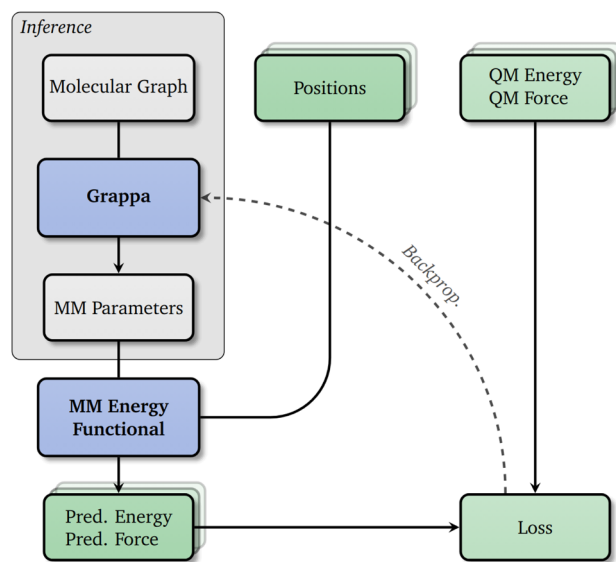 Inference
Molecular Graph
Positions
QM Energy
QM Force
Grappa
Backprop.
MM Parameters
MM Energy
Functional
Pred. Energy
Pred. Force
Loss